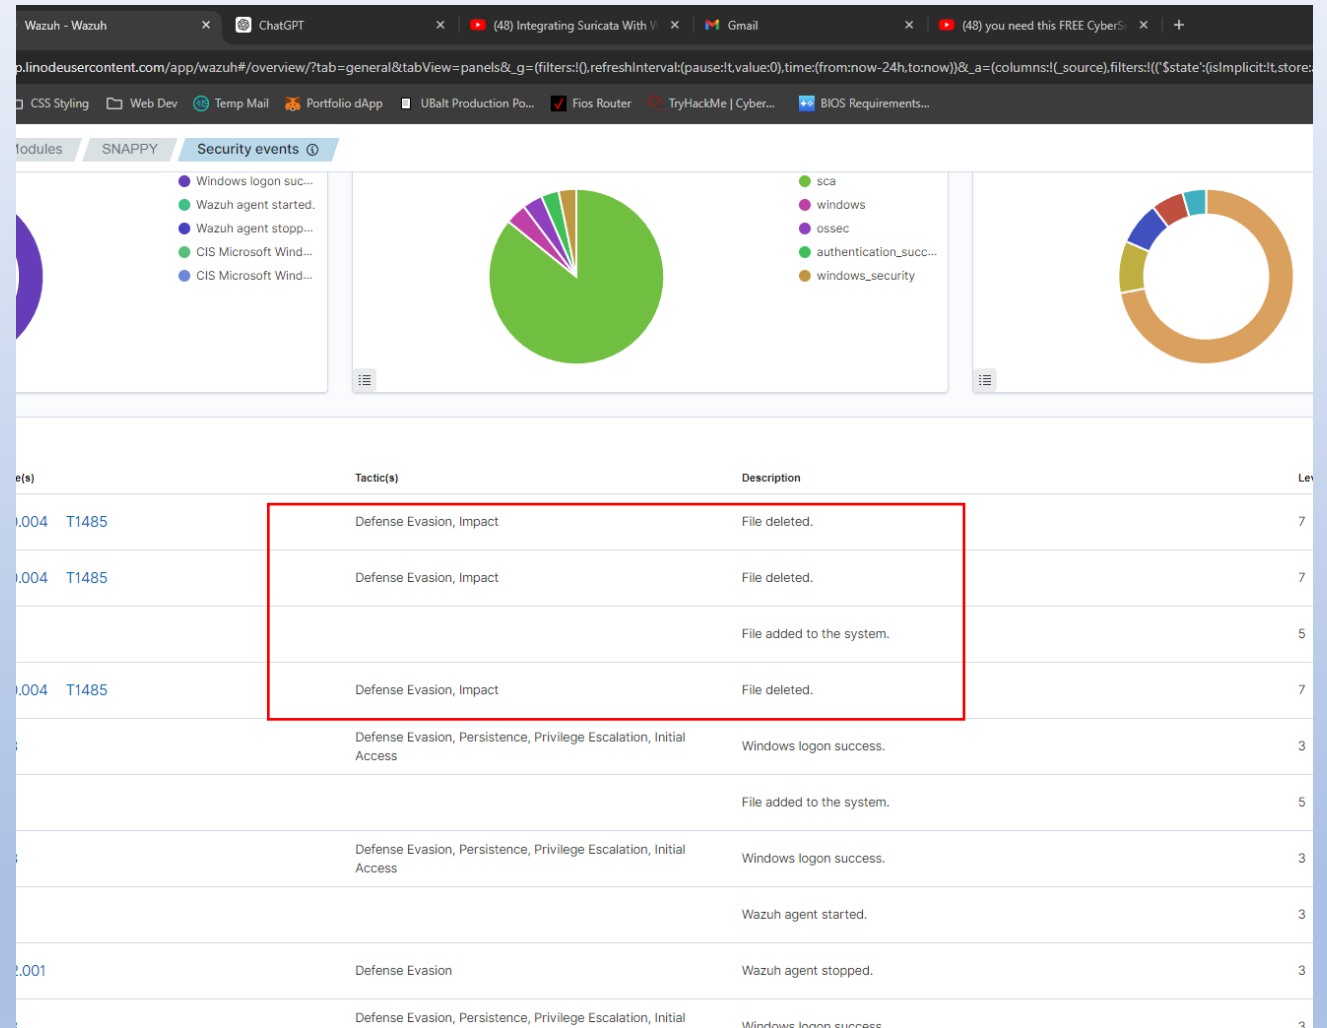 Wazuh - Wazuh
ChatGPT
(48) Integrating Suricata With W
Gmail
(48) you need this FREE CyberSe
p.linodeusercontent.com/app/wazuh#/overview/?tab=general&tabView=panels&_g=(filters:!(),refreshInterval:(pause:!t,value:0),time:(from:now-24h,to:now))&_a=(columns:!(_source),filters:!(('$state':(isImplicit:!t,store:
CSS Styling
Web Dev
Temp Mail
Portfolio dApp
UBalt Production Po...
Fios Router
TryHackMe | Cyber...
BIOS Requirements...
Modules
SNAPPY
Security events
Windows logon suc...
Wazuh agent started.
Wazuh agent stopp...
CIS Microsoft Wind...
CIS Microsoft Wind...
sca
windows
ossec
authentication_succ...
windows_security
e(s)
Tactic(s)
Description
Lev
.004 T1485
Defense Evasion, Impact
File deleted.
7
.004 T1485
Defense Evasion, Impact
File deleted.
7
File added to the system.
5
.004 T1485
Defense Evasion, Impact
File deleted.
7
Defense Evasion, Persistence, Privilege Escalation, Initial
Access
Windows logon success.
3
File added to the system.
5
Defense Evasion, Persistence, Privilege Escalation, Initial
Access
Windows logon success.
3
Wazuh agent started.
3
2.001
Defense Evasion
Wazuh agent stopped.
3
Defense Evasion, Persistence, Privilege Escalation, Initial
Windows logon success.
3